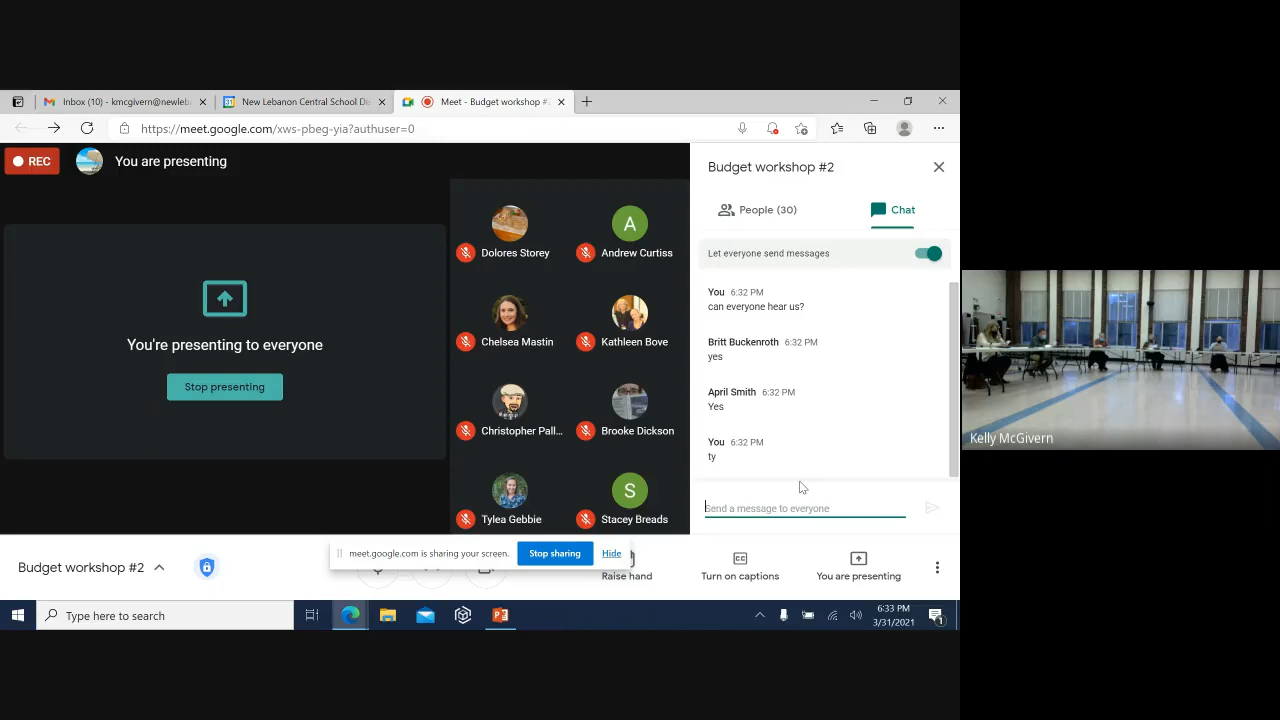 Inbox (10) - kmcgivern@newleb
New Lebanon Central School Di
Meet - Budget workshop #2
https://meet.google.com/xws-pbeg-yia?authuser=0
REC
You are presenting
Budget workshop #2
People (30)
Chat
Let everyone send messages
You 6:32 PM
can everyone hear us?
Britt Buckenroth 6:32 PM
yes
April Smith 6:32 PM
Yes
You 6:32 PM
ty
Send a message to everyone
You're presenting to everyone
Stop presenting
Dolores Storey
A
Andrew Curtiss
Chelsea Mastin
Kathleen Bove
Christopher Pall...
Brooke Dickson
Tylea Gebbie
S
Stacey Breads
Kelly McGivern
meet.google.com is sharing your screen.
Stop sharing
Hide
Budget workshop #2
Raise hand
CC
Turn on captions
You are presenting
Type here to search
6:33 PM
3/31/2021
1